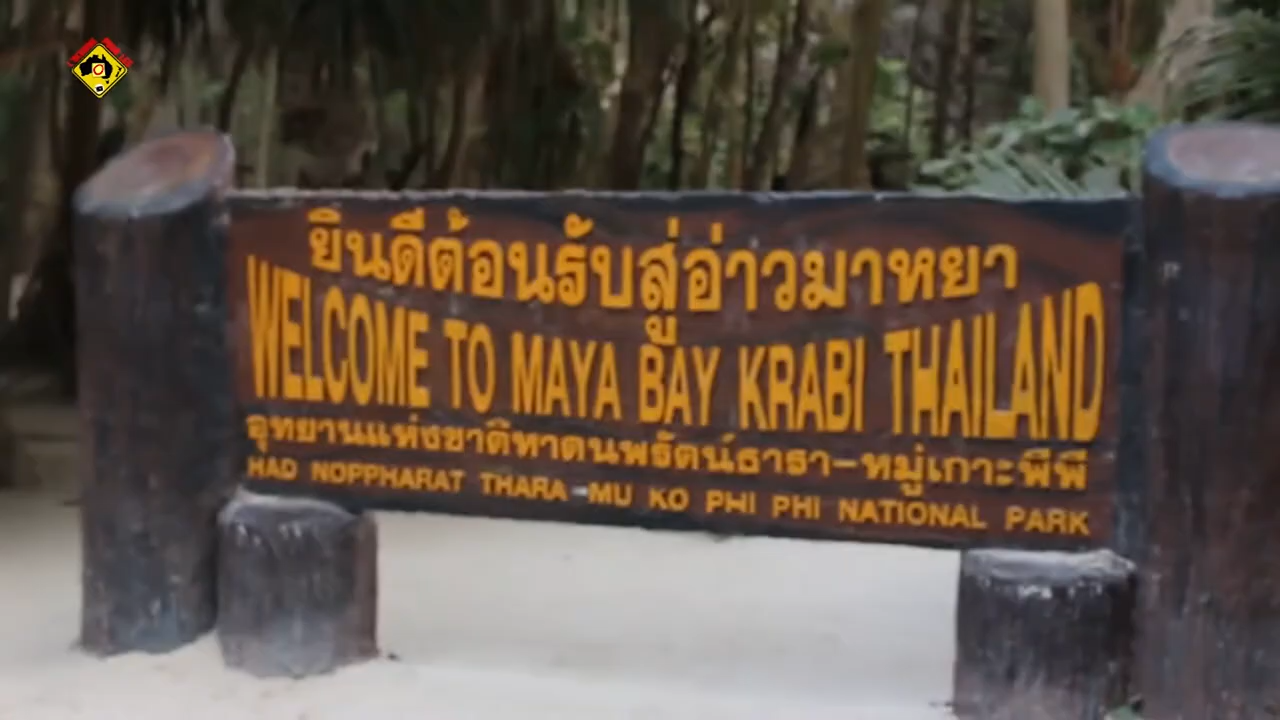 ยินดีต้อนรับสู่อ่าวมาหยา
WELCOME TO MAYA BAY KRABI THAILAND
อุทยานแห่งชาติหาดนพรัตน์ธารา-หมู่เกาะพีพี
HAD NOPPHARAT THARA-MU KO PHI PHI NATIONAL PARK